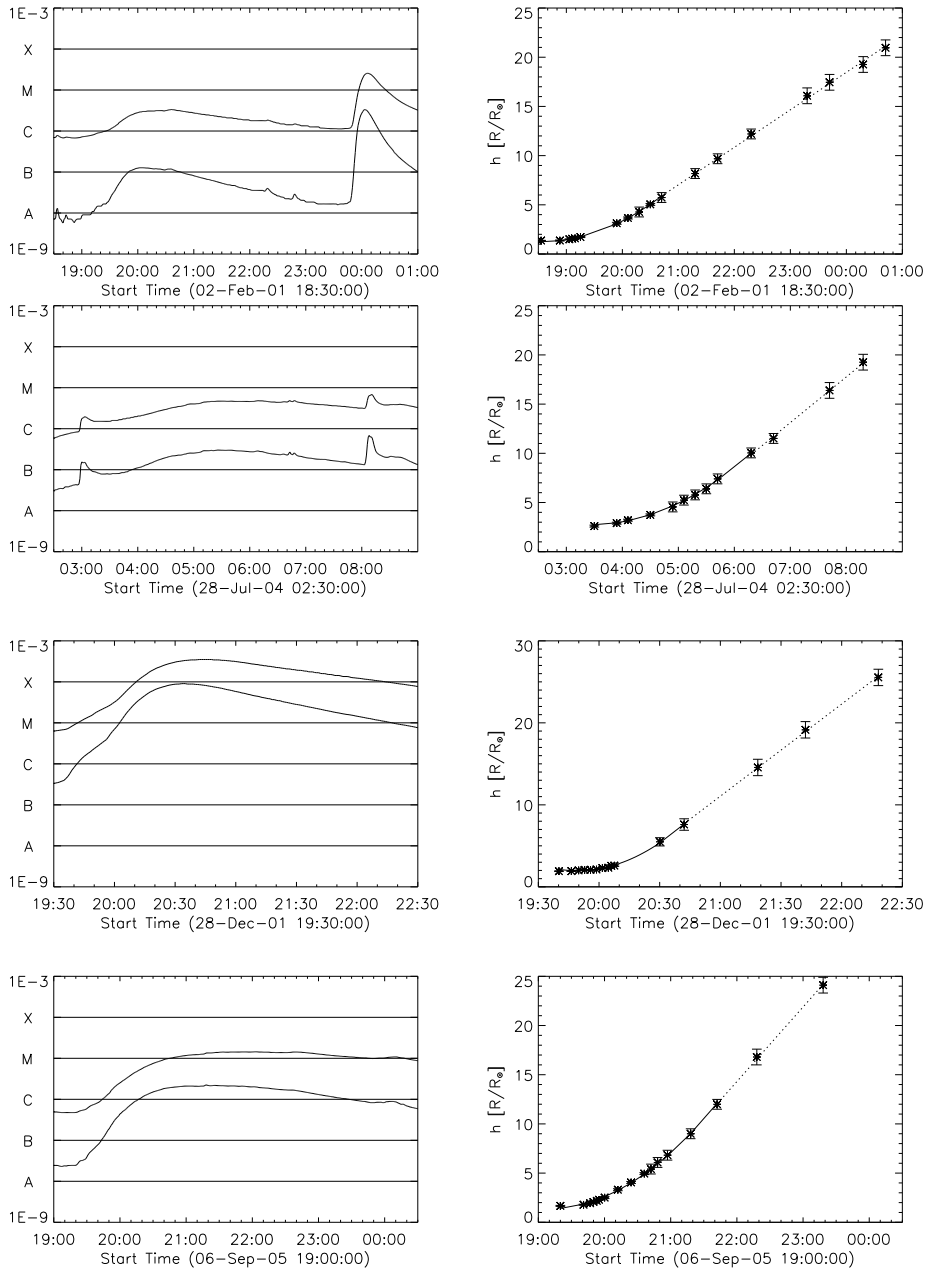 1E-3
X
M
C
B
A
1E-9
19:00 20:00 21:00 22:00 23:00 00:00 01:00
Start Time (02-Feb-01 18:30:00)
25
20
15
10
5
0
h [R/R⊙]
19:00 20:00 21:00 22:00 23:00 00:00 01:00
Start Time (02-Feb-01 18:30:00)
1E-3
X
M
C
B
A
1E-9
03:00 04:00 05:00 06:00 07:00 08:00
Start Time (28-Jul-04 02:30:00)
25
20
15
10
5
0
h [R/R⊙]
03:00 04:00 05:00 06:00 07:00 08:00
Start Time (28-Jul-04 02:30:00)
1E-3
X
M
C
B
A
1E-9
19:30 20:00 20:30 21:00 21:30 22:00 22:30
Start Time (28-Dec-01 19:30:00)
30
20
10
0
h [R/R⊙]
19:30 20:00 20:30 21:00 21:30 22:00 22:30
Start Time (28-Dec-01 19:30:00)
1E-3
X
M
C
B
A
1E-9
19:00 20:00 21:00 22:00 23:00 00:00
Start Time (06-Sep-05 19:00:00)
25
20
15
10
5
0
h [R/R⊙]
19:00 20:00 21:00 22:00 23:00 00:00
Start Time (06-Sep-05 19:00:00)